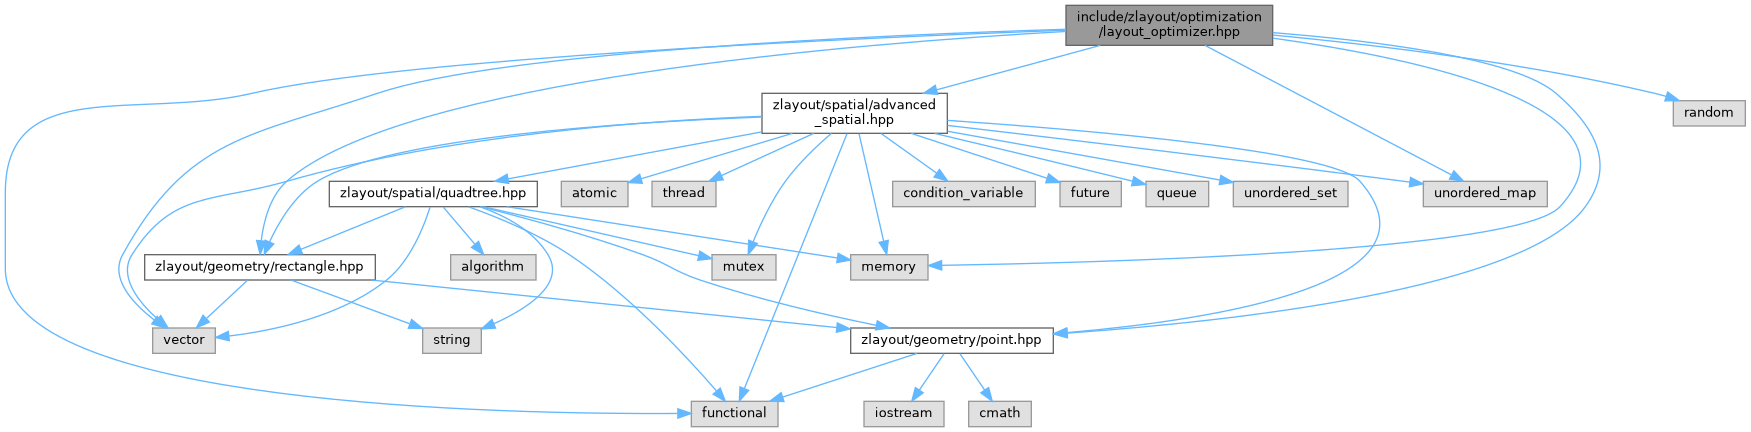 include/zlayout/optimization
/layout_optimizer.hpp
zlayout/spatial/advanced
_spatial.hpp
random
zlayout/spatial/quadtree.hpp
atomic
thread
condition_variable
future
queue
unordered_set
unordered_map
zlayout/geometry/rectangle.hpp
algorithm
mutex
memory
vector
string
zlayout/geometry/point.hpp
functional
iostream
cmath